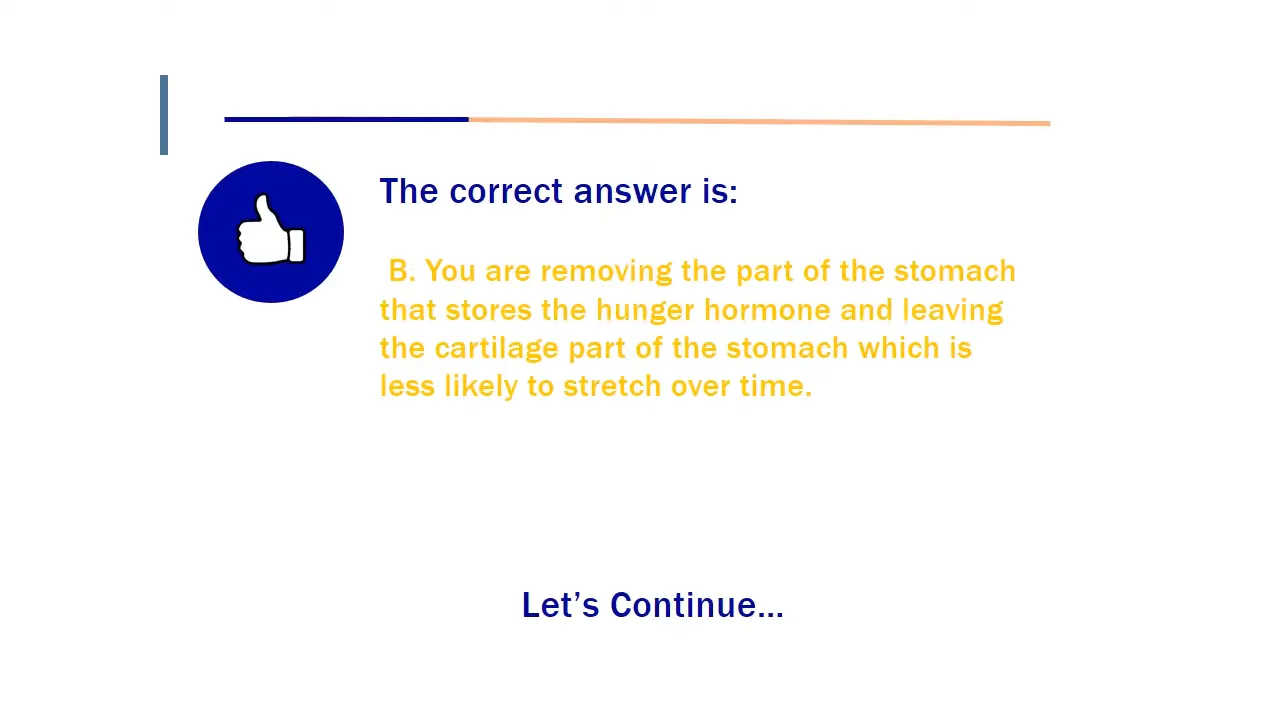 The correct answer is:
B. You are removing the part of the stomach
that stores the hunger hormone and leaving
the cartilage part of the stomach which is
less likely to stretch over time.
Let’s Continue...